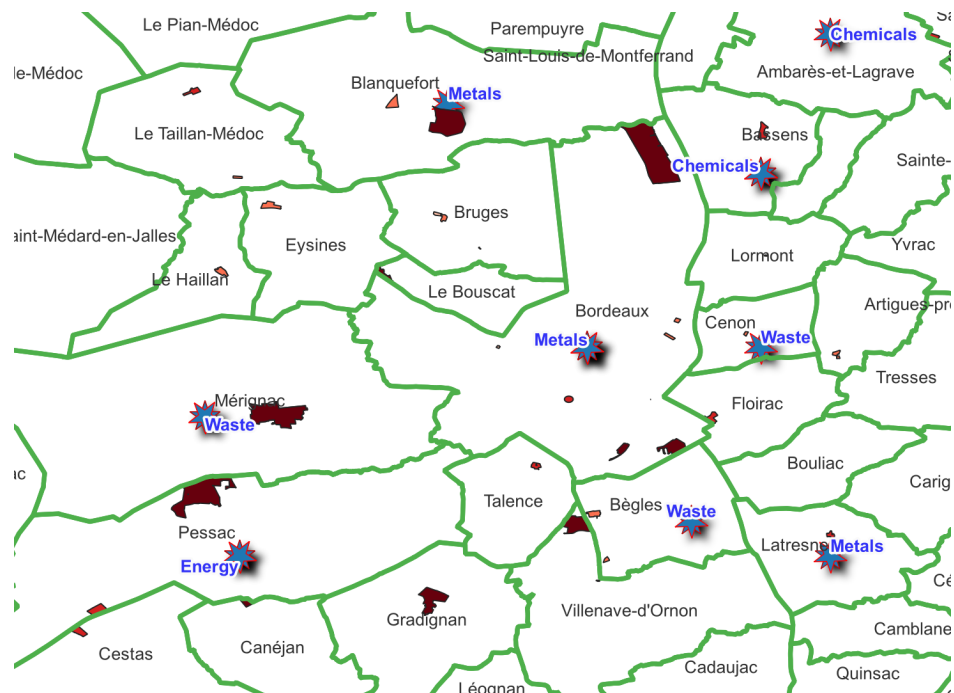 Le Pian-Médoc
Parempuyre
Saint-Louis-de-Montferrand
Chemicals
Ambarès-et-Lagrave
le-Médoc
Blanquefort
Metals
Le Taillan-Médoc
Bassens
Chemicals
Sainte-
Bruges
aint-Médard-en-Jalles
Eysines
Yvrac
Lormont
Le Haillan
Le Bouscat
Artigues-pr
Bordeaux
Cenon
Metals
Waste
Tresses
Mérignac
Floirac
Waste
Bouliac
ac
Carig
Talence
Bègles
Waste
Pessac
Latresne
Metals
Energy
Cé
Villenave-d'Ornon
Gradignan
Camblane
Canéjan
Cestas
Cadaujac
Quinsac
Léognan